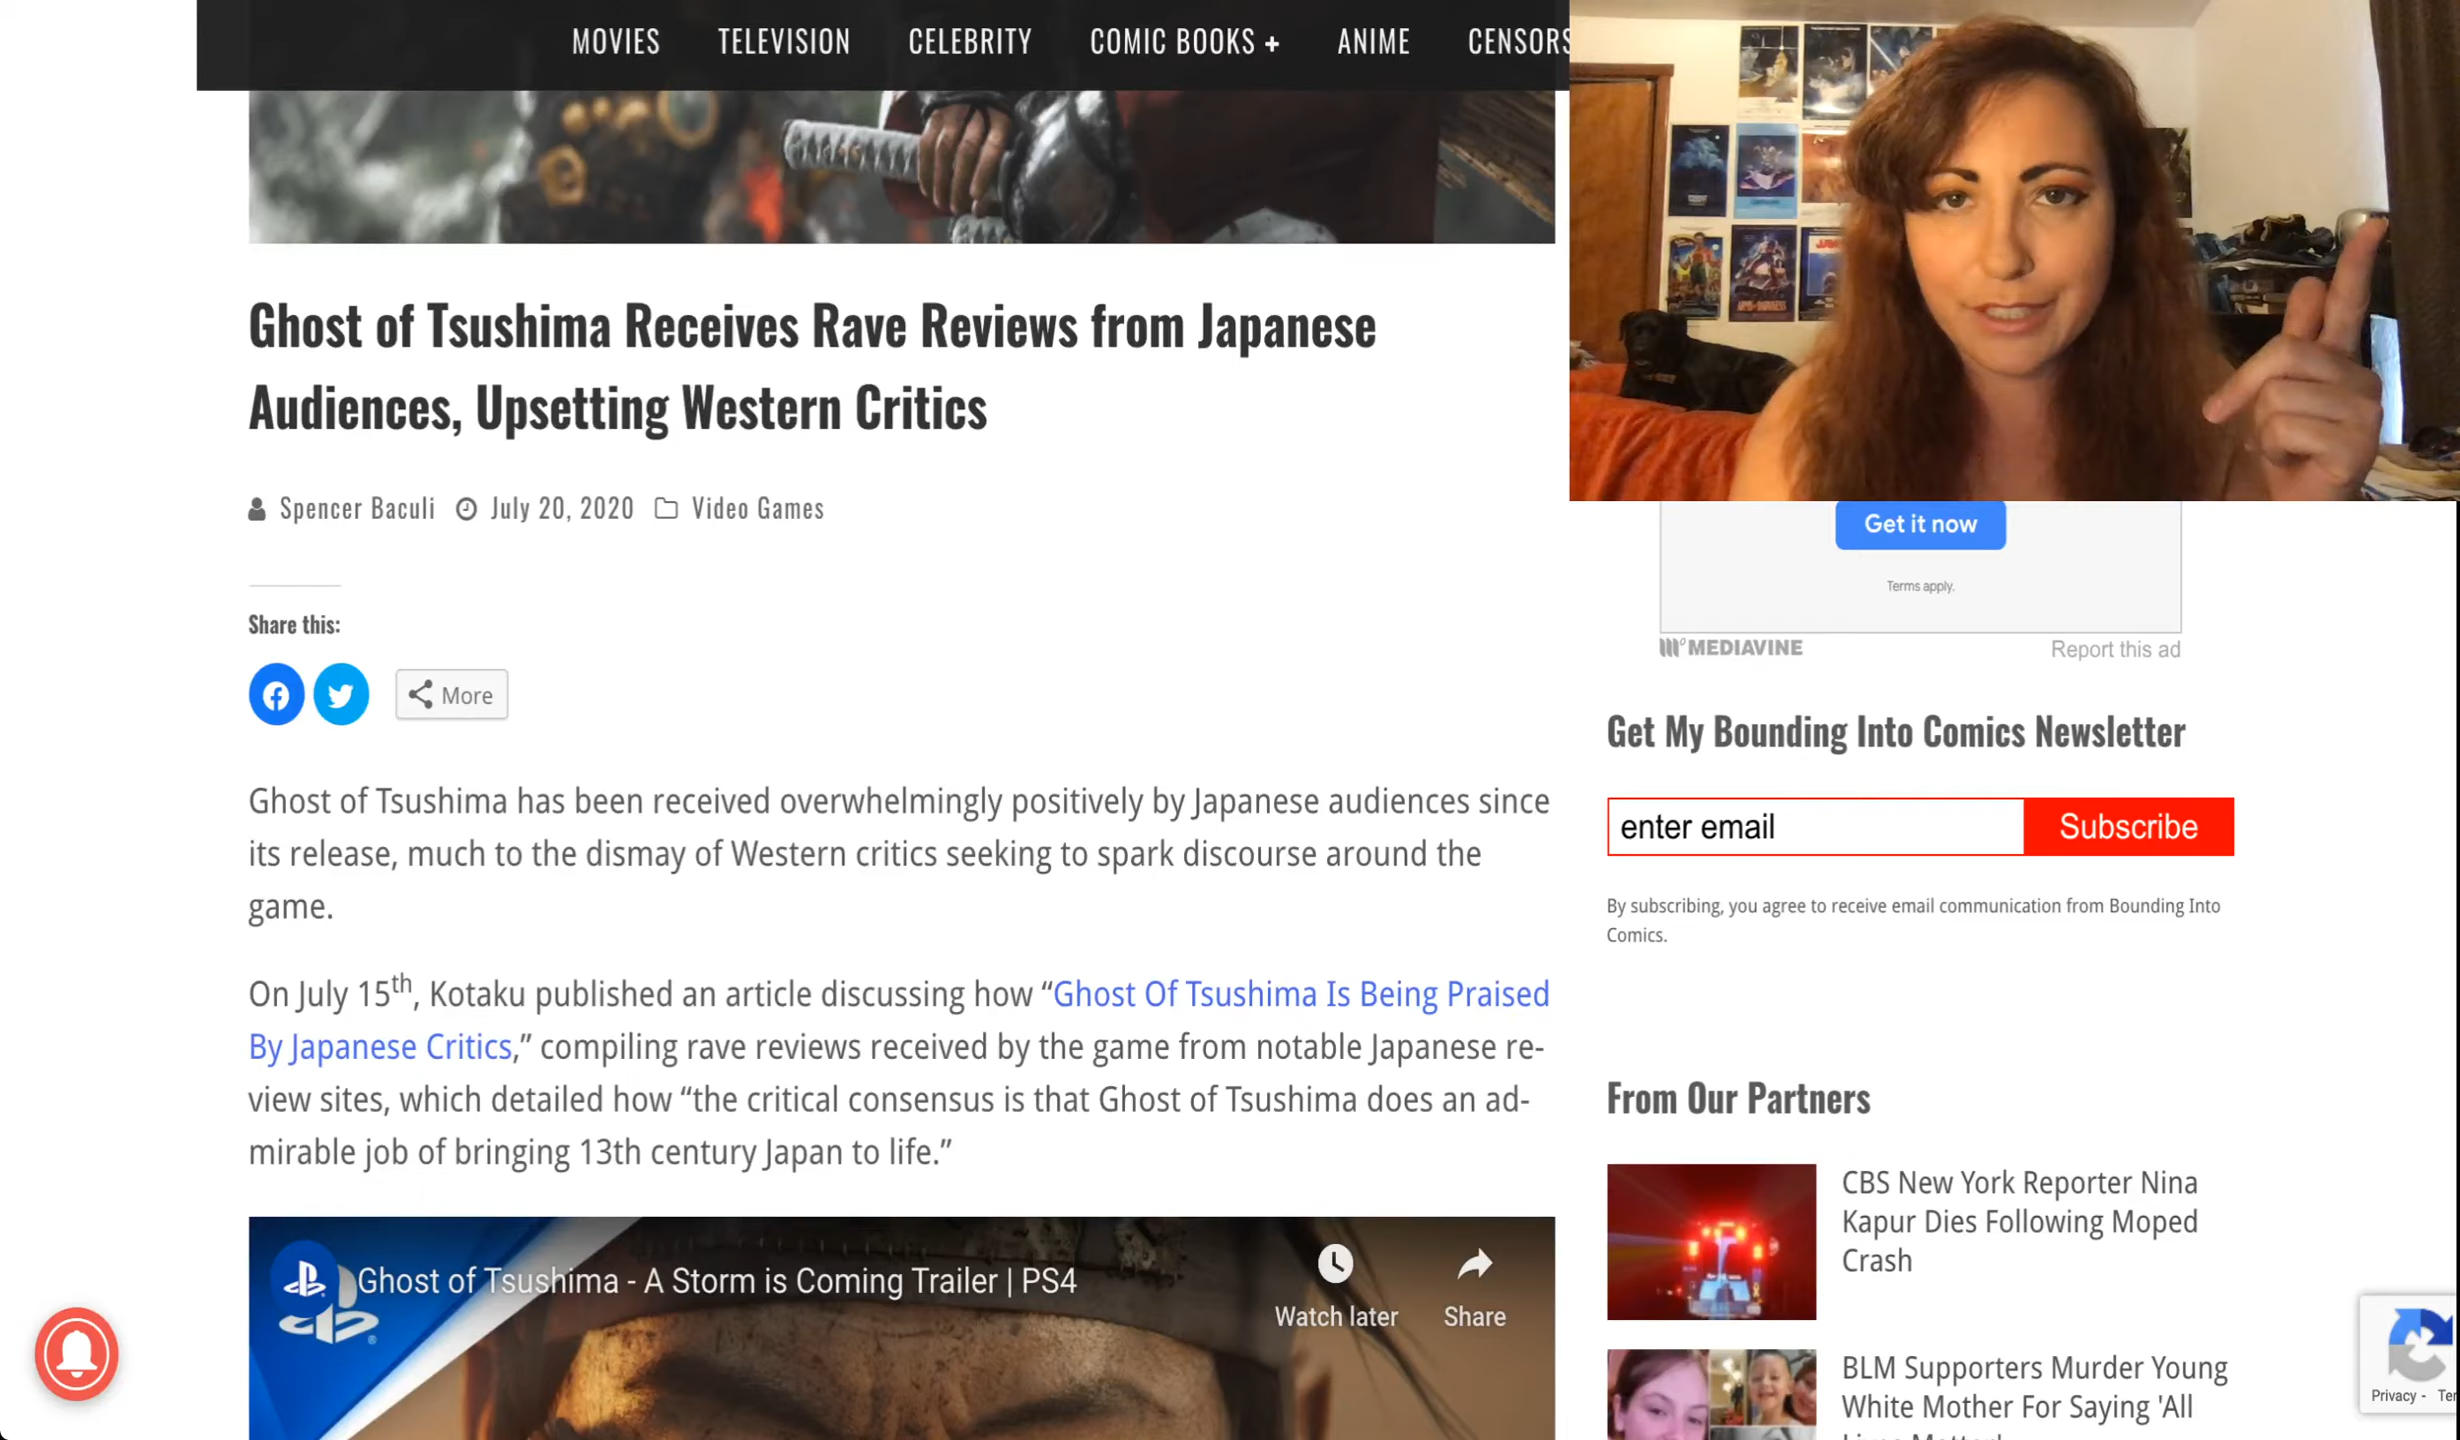 MOVIES TELEVISION CELEBRITY COMIC BOOKS + ANIME CENSORS
Ghost of Tsushima Receives Rave Reviews from Japanese
Audiences, Upsetting Western Critics
Spencer Baculi July 20, 2020 Video Games
Share this:
More
Ghost of Tsushima has been received overwhelmingly positively by Japanese audiences since
its release, much to the dismay of Western critics seeking to spark discourse around the
game.
On July 15th, Kotaku published an article discussing how “Ghost Of Tsushima Is Being Praised
By Japanese Critics,” compiling rave reviews received by the game from notable Japanese re-
view sites, which detailed how “the critical consensus is that Ghost of Tsushima does an ad-
mirable job of bringing 13th century Japan to life.”
Ghost of Tsushima - A Storm is Coming Trailer | PS4
Watch later Share
Get it now
Terms apply.
MEDIAVINE Report this ad
Get My Bounding Into Comics Newsletter
enter email Subscribe
By subscribing, you agree to receive email communication from Bounding Into
Comics.
From Our Partners
CBS New York Reporter Nina
Kapur Dies Following Moped
Crash
BLM Supporters Murder Young
White Mother For Saying 'All
Privacy -